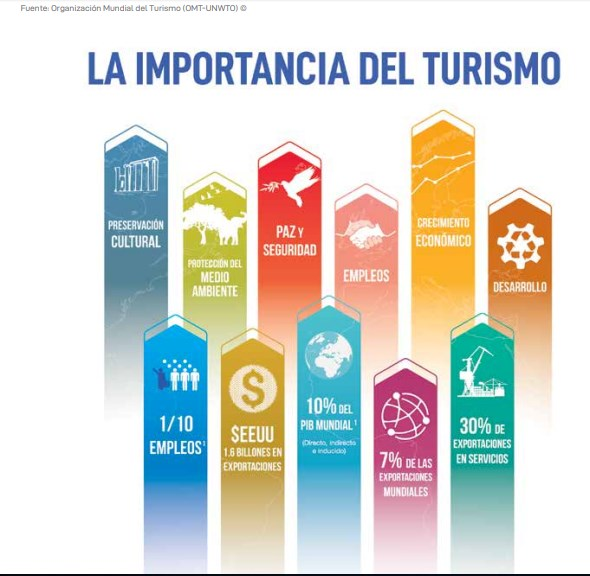 Fuente: Organización Mundial del Turismo (OMT-UNWTO) ©
LA IMPORTANCIA DEL TURISMO
PRESERVACIÓN
CULTURAL
PROTECCIÓN DEL
MEDIO
AMBIENTE
PAZ Y
SEGURIDAD
EMPLEOS
CRECIMIENTO
ECONÓMICO
DESARROLLO
1/10
EMPLEOS¹
$
$EEUU
1.6 BILLONES EN
EXPORTACIONES
10% DEL
PIB MUNDIAL¹
(Directo, indirecto
e inducido)
7% DE LAS
EXPORTACIONES
MUNDIALES
30% DE
EXPORTACIONES
EN SERVICIOS